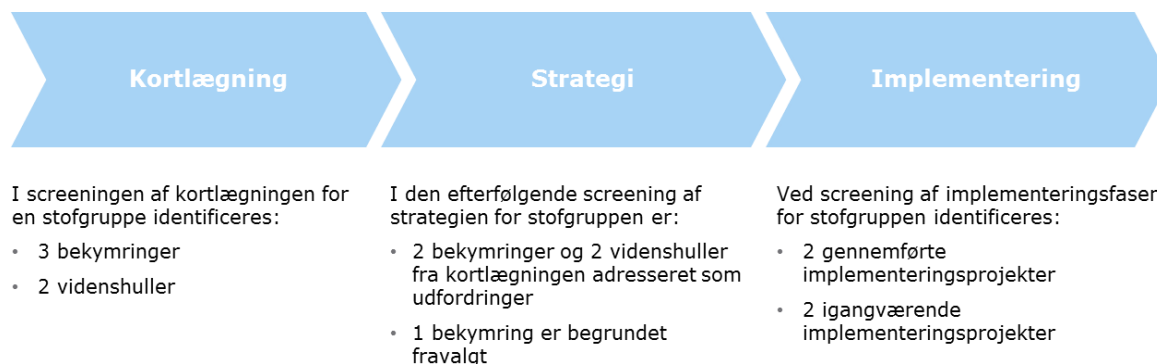 Kortlægning
Strategi
Implementering
I screeningen af kortlægningen for
en stofgruppe identificeres:
• 3 bekymringer
• 2 videnshuller
I den efterfølgende screening af
strategien for stofgruppen er:
• 2 bekymringer og 2 videnshuller
fra kortlægningen adresseret som
udfordringer
• 1 bekymring er begrundet
fravalgt
Ved screening af implementeringsfaser
for stofgruppen identificeres:
• 2 gennemførte
implementeringsprojekter
• 2 igangværende
implementeringsprojekter